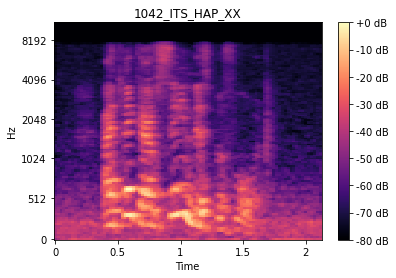 1042_ITS_HAP_XX
+0 dB
8192
-10 dB
4096
-20 dB
-30 dB
2048
Hz
-40 dB
1024
-50 dB
512
-60 dB
-70 dB
0
-80 dB
0 0.5 1 1.5 2
Time